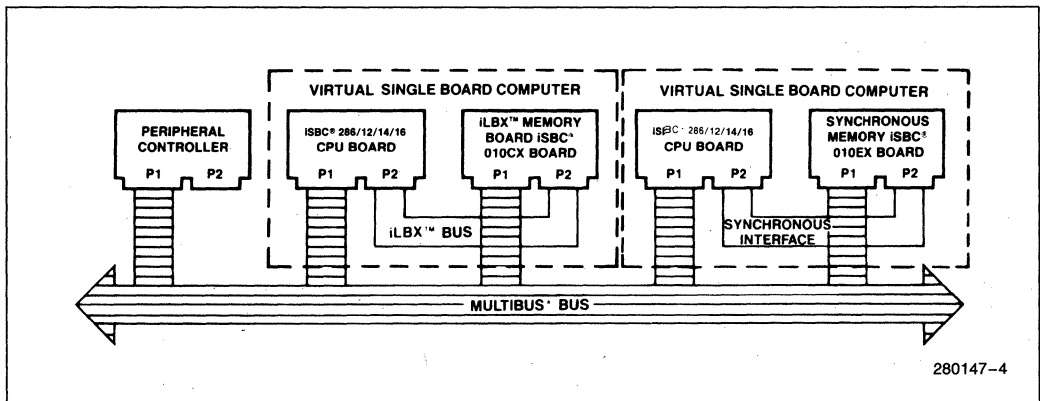 VIRTUAL SINGLE BOARD COMPUTER
VIRTUAL SINGLE BOARD COMPUTER
PERIPHERAL
CONTROLLER
P1 P2
iSBC® 286/12/14/16
CPU BOARD
P1 P2
iLBX™ MEMORY
BOARD iSBC®
010CX BOARD
P1 P2
iSBC® 286/12/14/16
CPU BOARD
P1 P2
SYNCHRONOUS
MEMORY iSBC®
010EX BOARD
P1 P2
iLBX™ BUS
SYNCHRONOUS
INTERFACE
MULTIBUS® BUS
280147-4